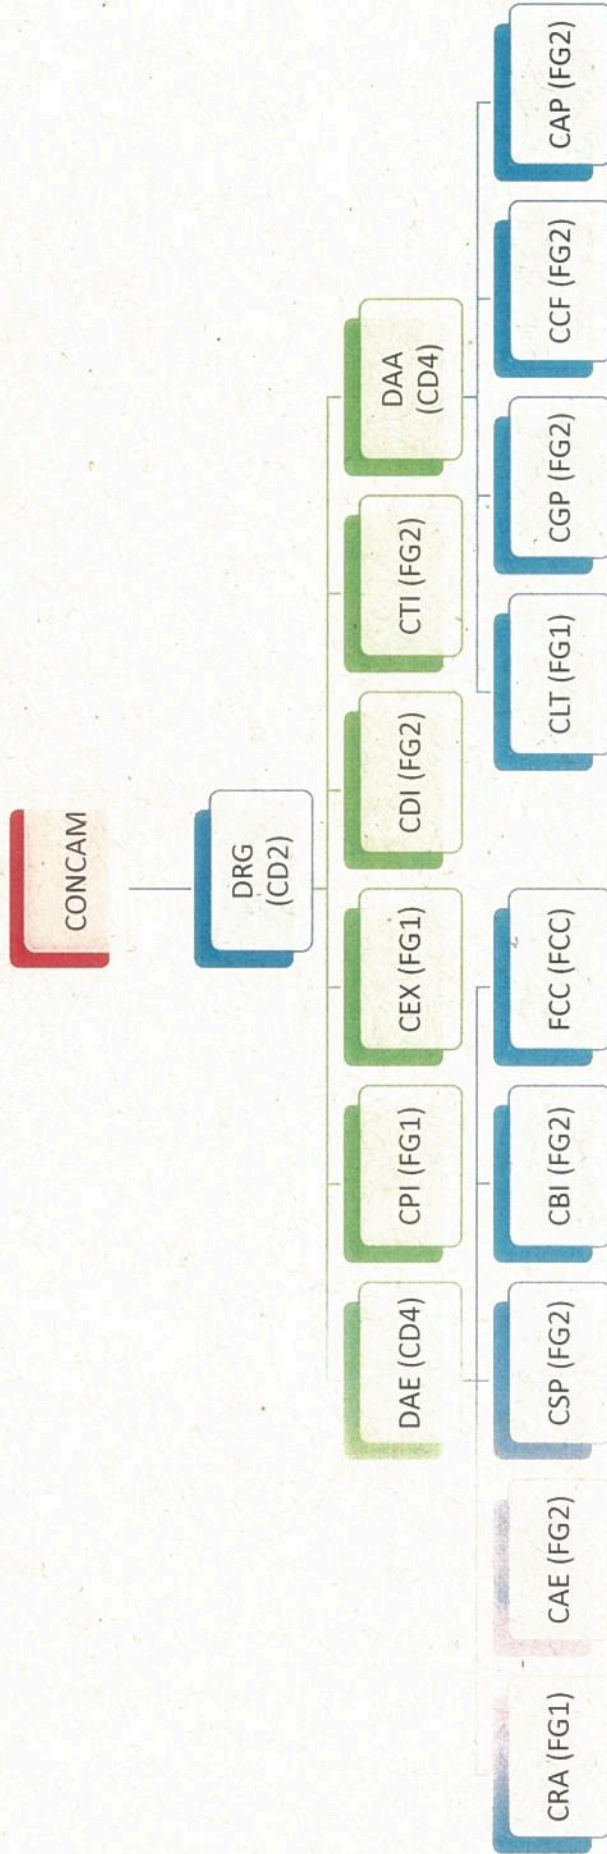 CONCAM
DRG
(CD2)
DAE (CD4)
CPI (FG1)
CEX (FG1)
CDI (FG2)
CTI (FG2)
DAA
(CD4)
CRA (FG1)
CAE (FG2)
CSP (FG2)
CBI (FG2)
FCC (FCC)
CLT (FG1)
CGP (FG2)
CCF (FG2)
CAP (FG2)